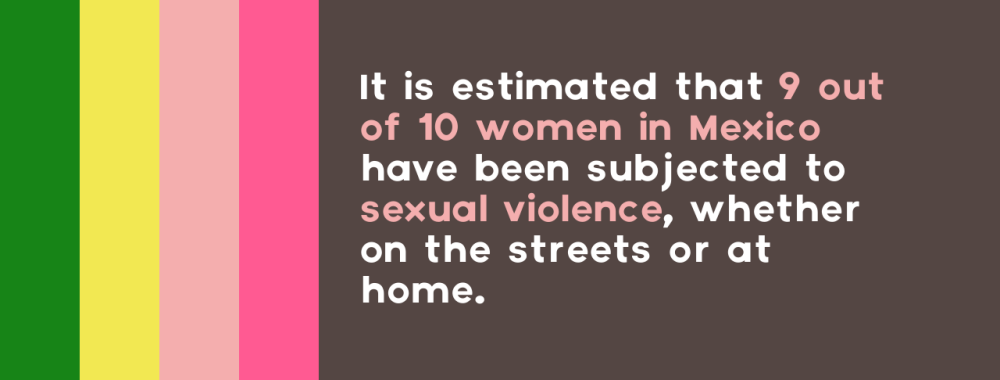 It is estimated that 9 out
of 10 women in Mexico
have been subjected to
sexual violence, whether
on the streets or at
home.